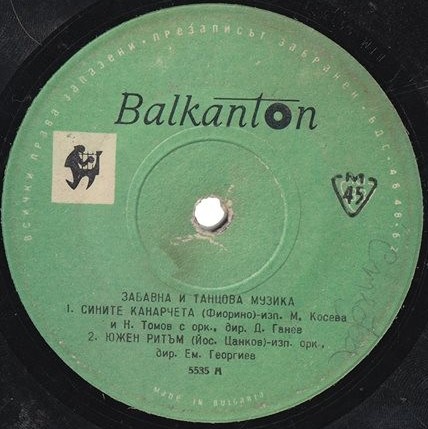 ВСИЧКИ ПРАВА ЗАПАЗЕНИ · ПРЕЗАПИСЪТ ЗАБРАНЕН · БДС
Balkanton
M
45
ЗАБАВНА И ТАНЦОВА МУЗИКА
1. СИНИТЕ КАНАРЧЕТА (Фиорино)-изп. М. Косева
и Н. Томов с орк., дир. Д. Ганев
2. ЮЖЕН РИТЪМ (Йос. Цанков)-изп. орк.,
дир. Ем. Георгиев
5535 М
MADE IN BULGARIA